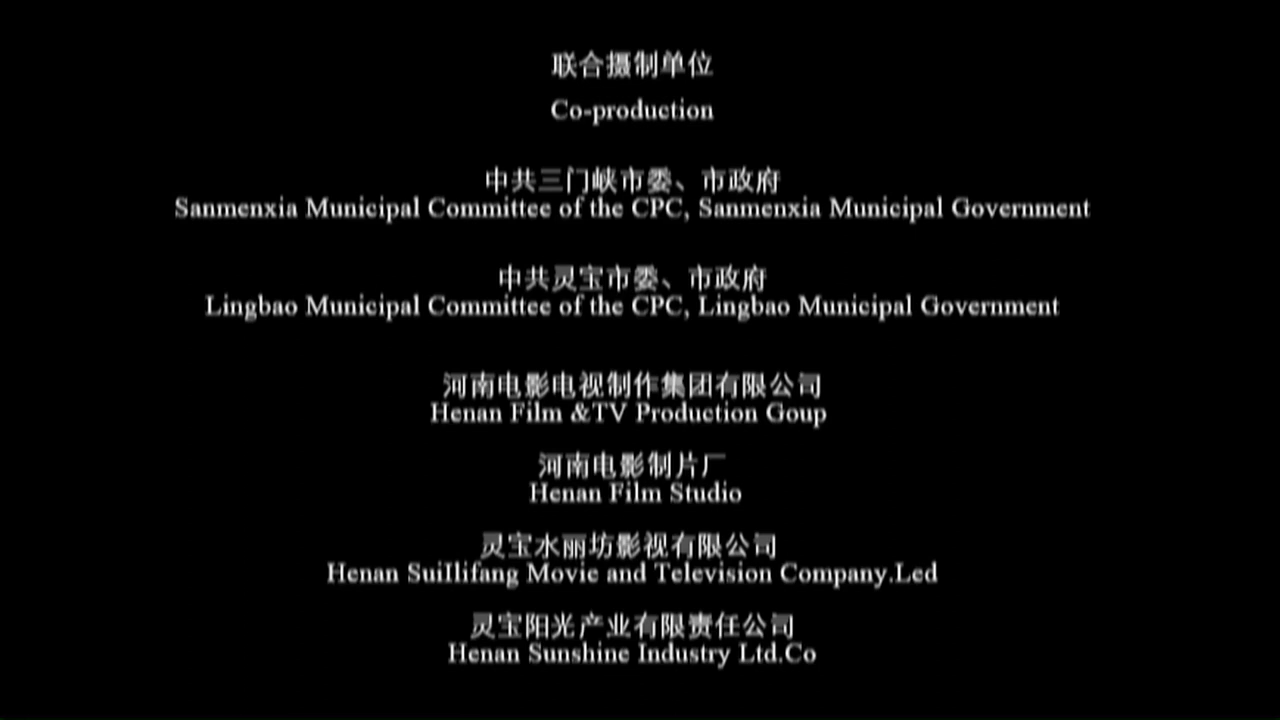 联合摄制单位
Co-production
中共三门峡市委、市政府
Sanmenxia Municipal Committee of the CPC, Sanmenxia Municipal Government
中共灵宝市委、市政府
Lingbao Municipal Committee of the CPC, Lingbao Municipal Government
河南电影电视制作集团有限公司
Henan Film &TV Production Goup
河南电影制片厂
Henan Film Studio
灵宝水丽坊影视有限公司
Henan SuiIlifang Movie and Television Company.Led
灵宝阳光产业有限责任公司
Henan Sunshine Industry Ltd.Co